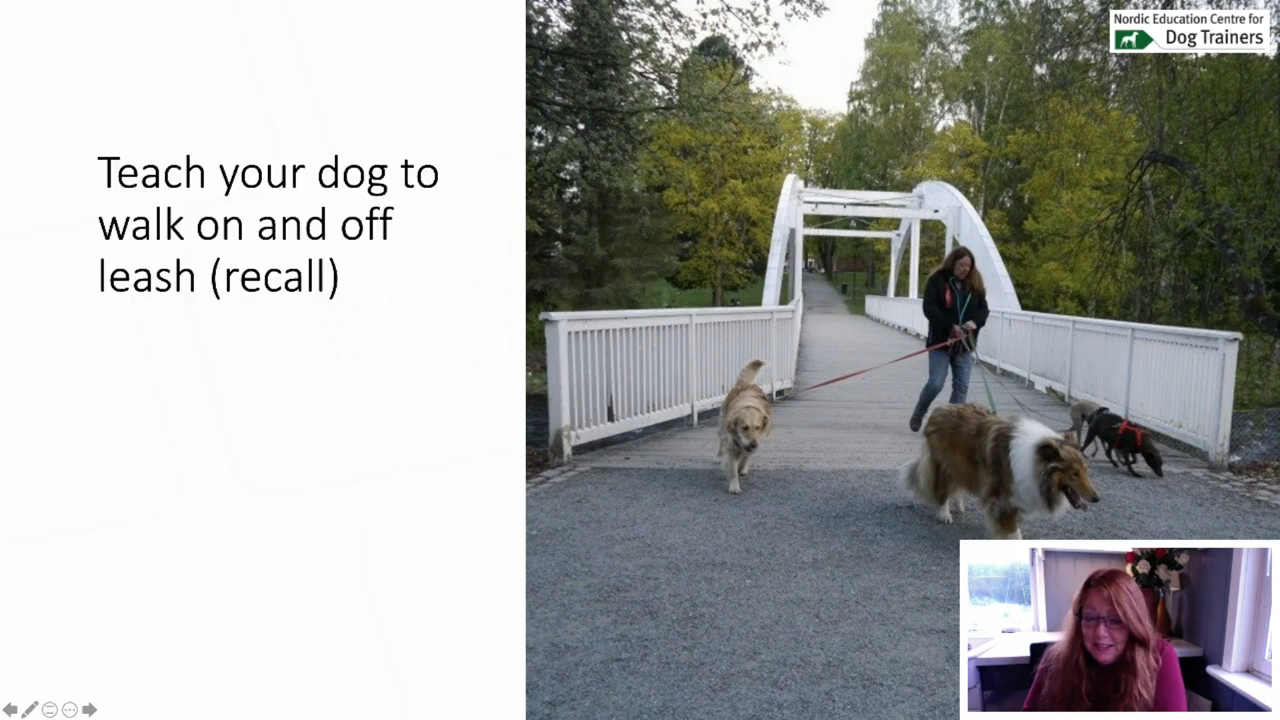 Teach your dog to
walk on and off
leash (recall)
Nordic Education Centre for
Dog Trainers